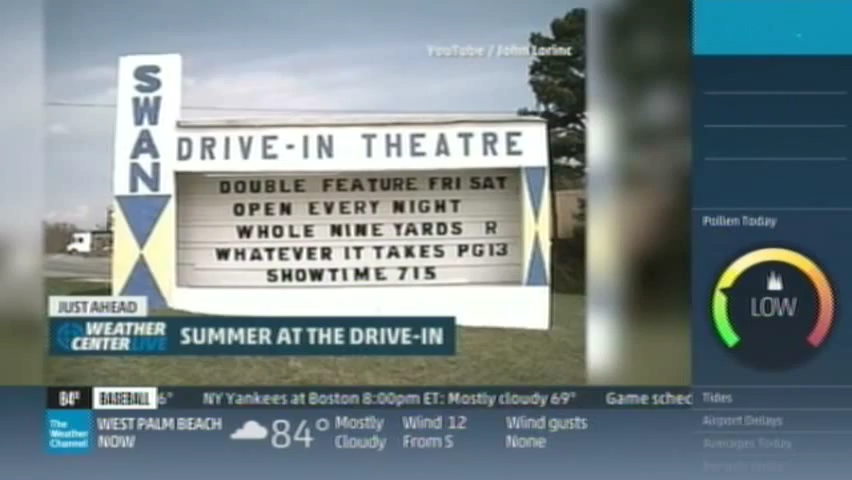 YouTube / John Lorinc
SWAN
DRIVE-IN THEATRE
DOUBLE FEATURE FRI SAT
OPEN EVERY NIGHT
WHOLE NINE YARDS R
WHATEVER IT TAKES PG13
SHOWTIME 715
Pollen Today
LOW
JUST AHEAD
WEATHER CENTER LIVE
SUMMER AT THE DRIVE-IN
84° BASEBALL 6° NY Yankees at Boston 8:00pm ET: Mostly cloudy 69° Game sched
The Weather Channel
WEST PALM BEACH
NOW
84°
Mostly
Cloudy
Wind 12
From S
Wind gusts
None
Tides
Airport Delays
Averages Today